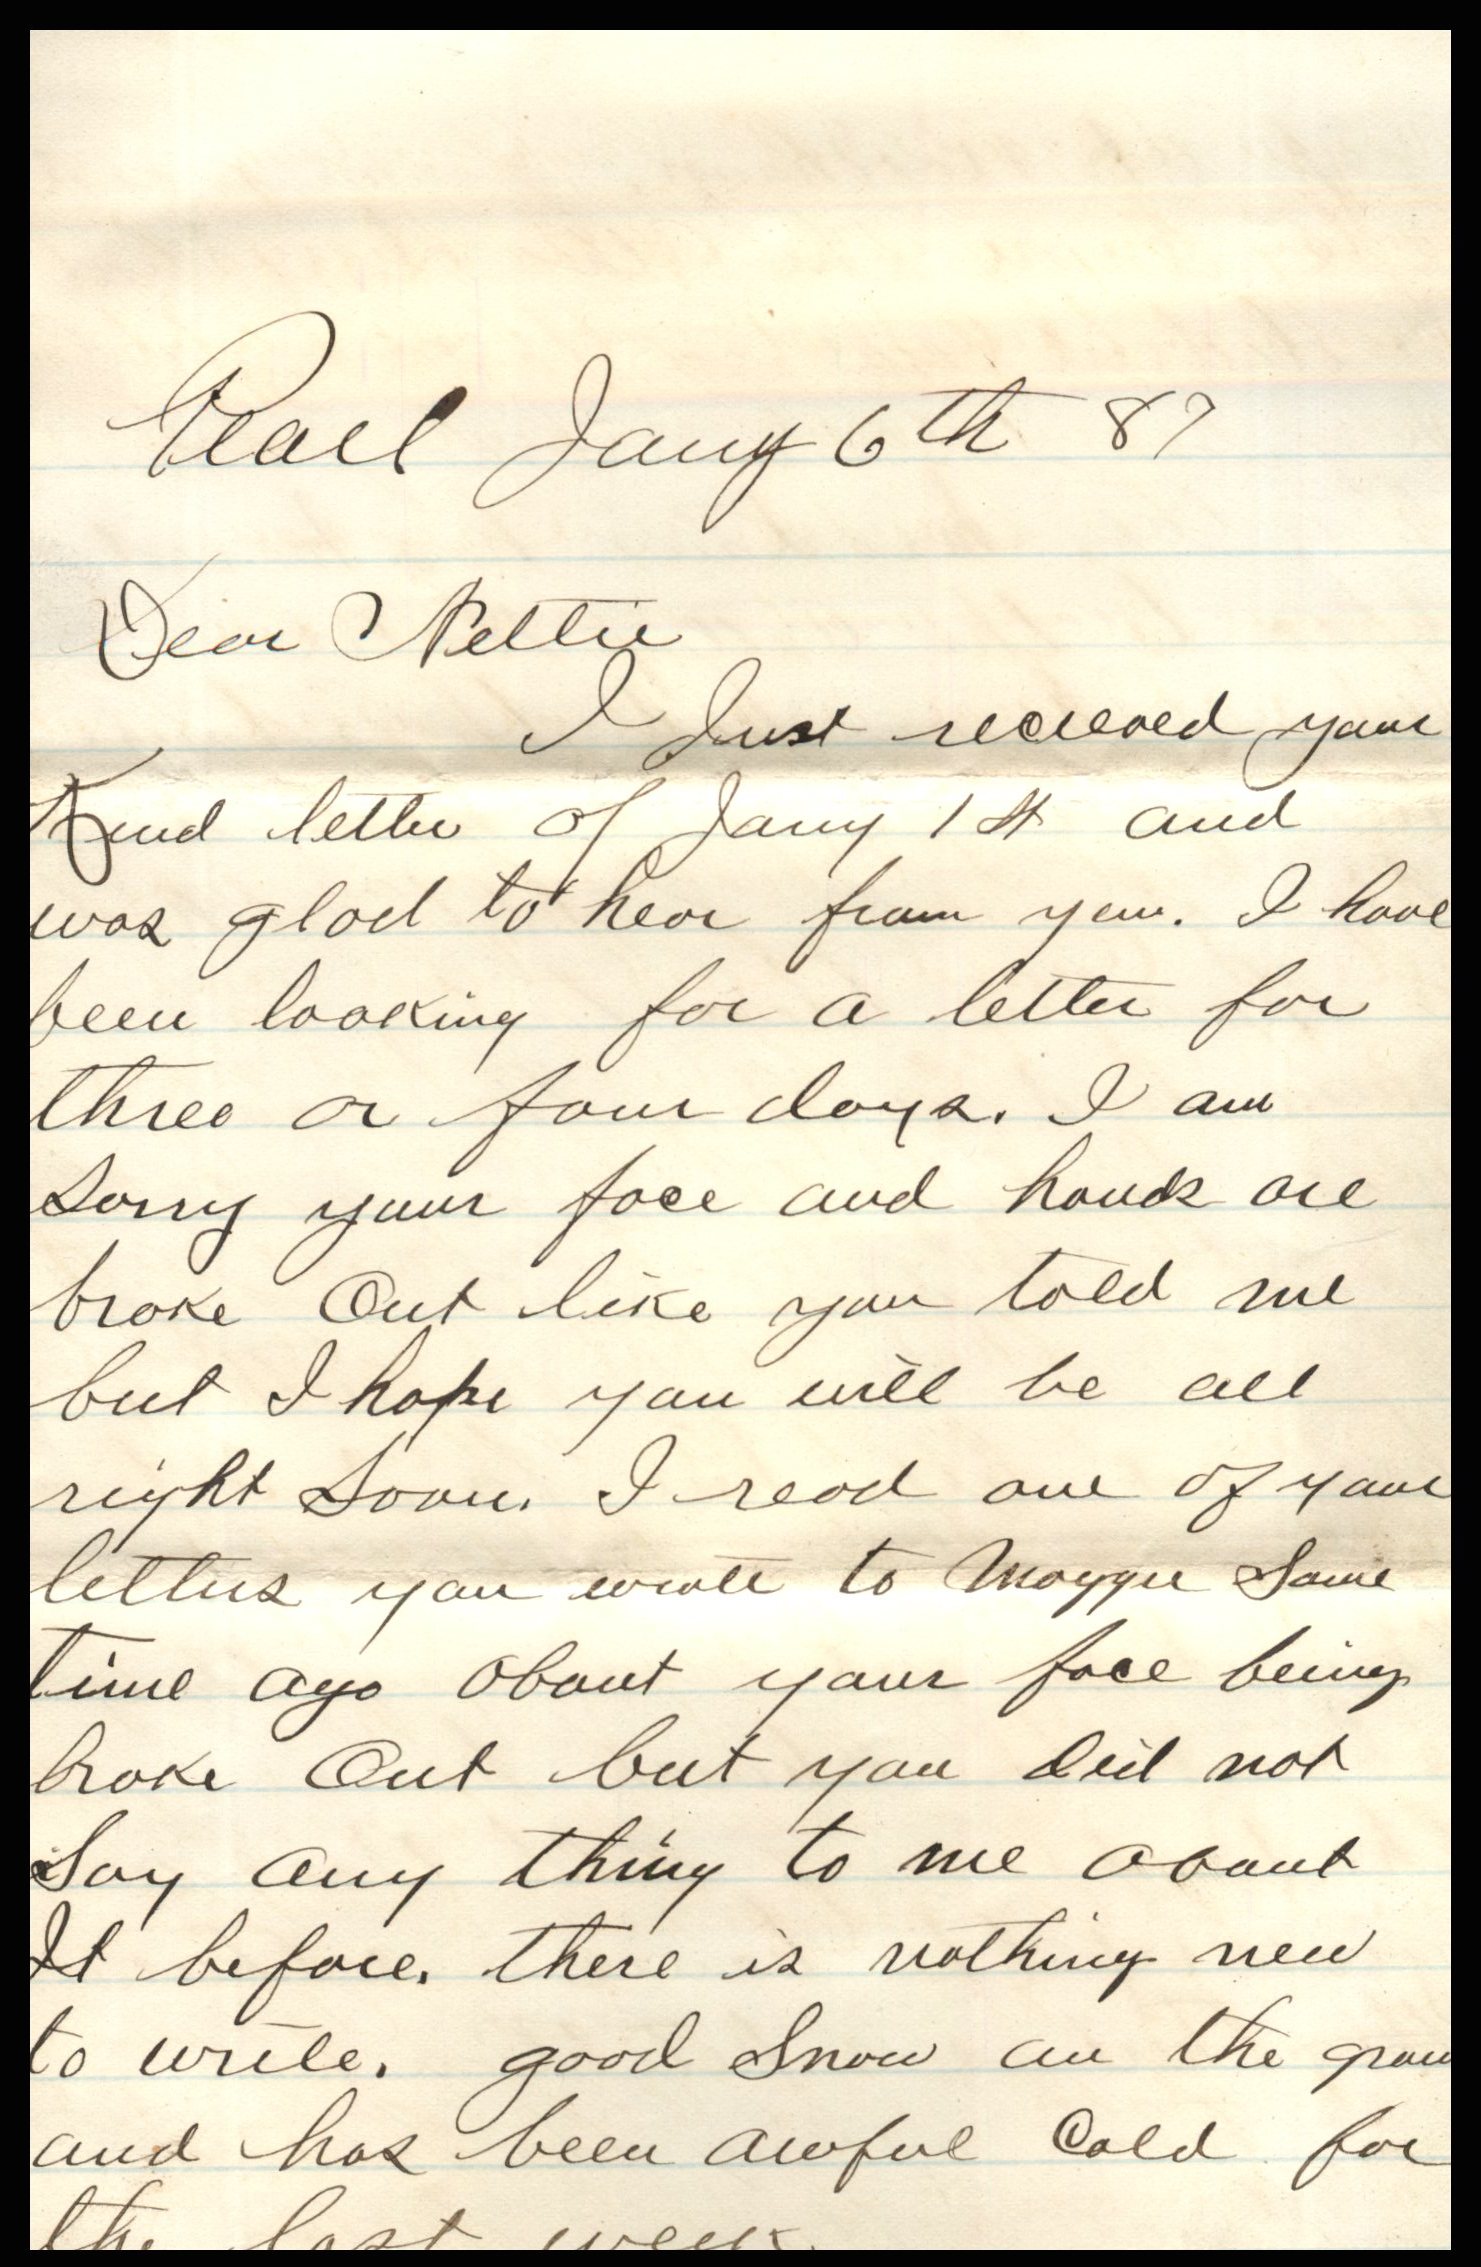 Pearl Jany 6th 87
Dear Nettie
I Just recieved your
Kind letter of Jany 1st and
was glad to hear from you. I have
been looking for a letter for
three or four days. I am
Sorry your face and hands are
broke Out like you told me
but I hope you will be all
right Soon. I read one of your
letters you wrote to Maggie Some
time ago about your face being
broke Out but you did not
Say any thing to me about
It before. there is nothing new
to write. good Snow on the groun
and has been awful Cold for
the last week.